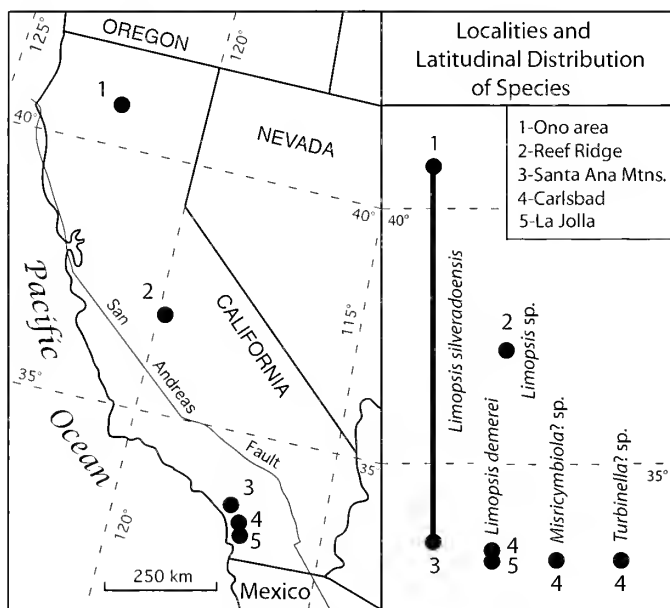 125°
OREGON
120°
1
40°
NEVADA
40°
Pacific
Ocean
2
San
Andreas
Fault
CALIFORNIA
115°
35°
35°
3
4
5
120°
250 km
Mexico
Localities and
Latitudinal Distribution
of Species
1-Ono area
2-Reef Ridge
3-Santa Ana Mtns.
4-Carlsbad
5-La Jolla
1
40°
Limopsis silveradoensis
3
2
Limopsis sp.
35°
Limopsis demerei
4
5
Misricymbiola? sp.
4
Turbinella? sp.
4